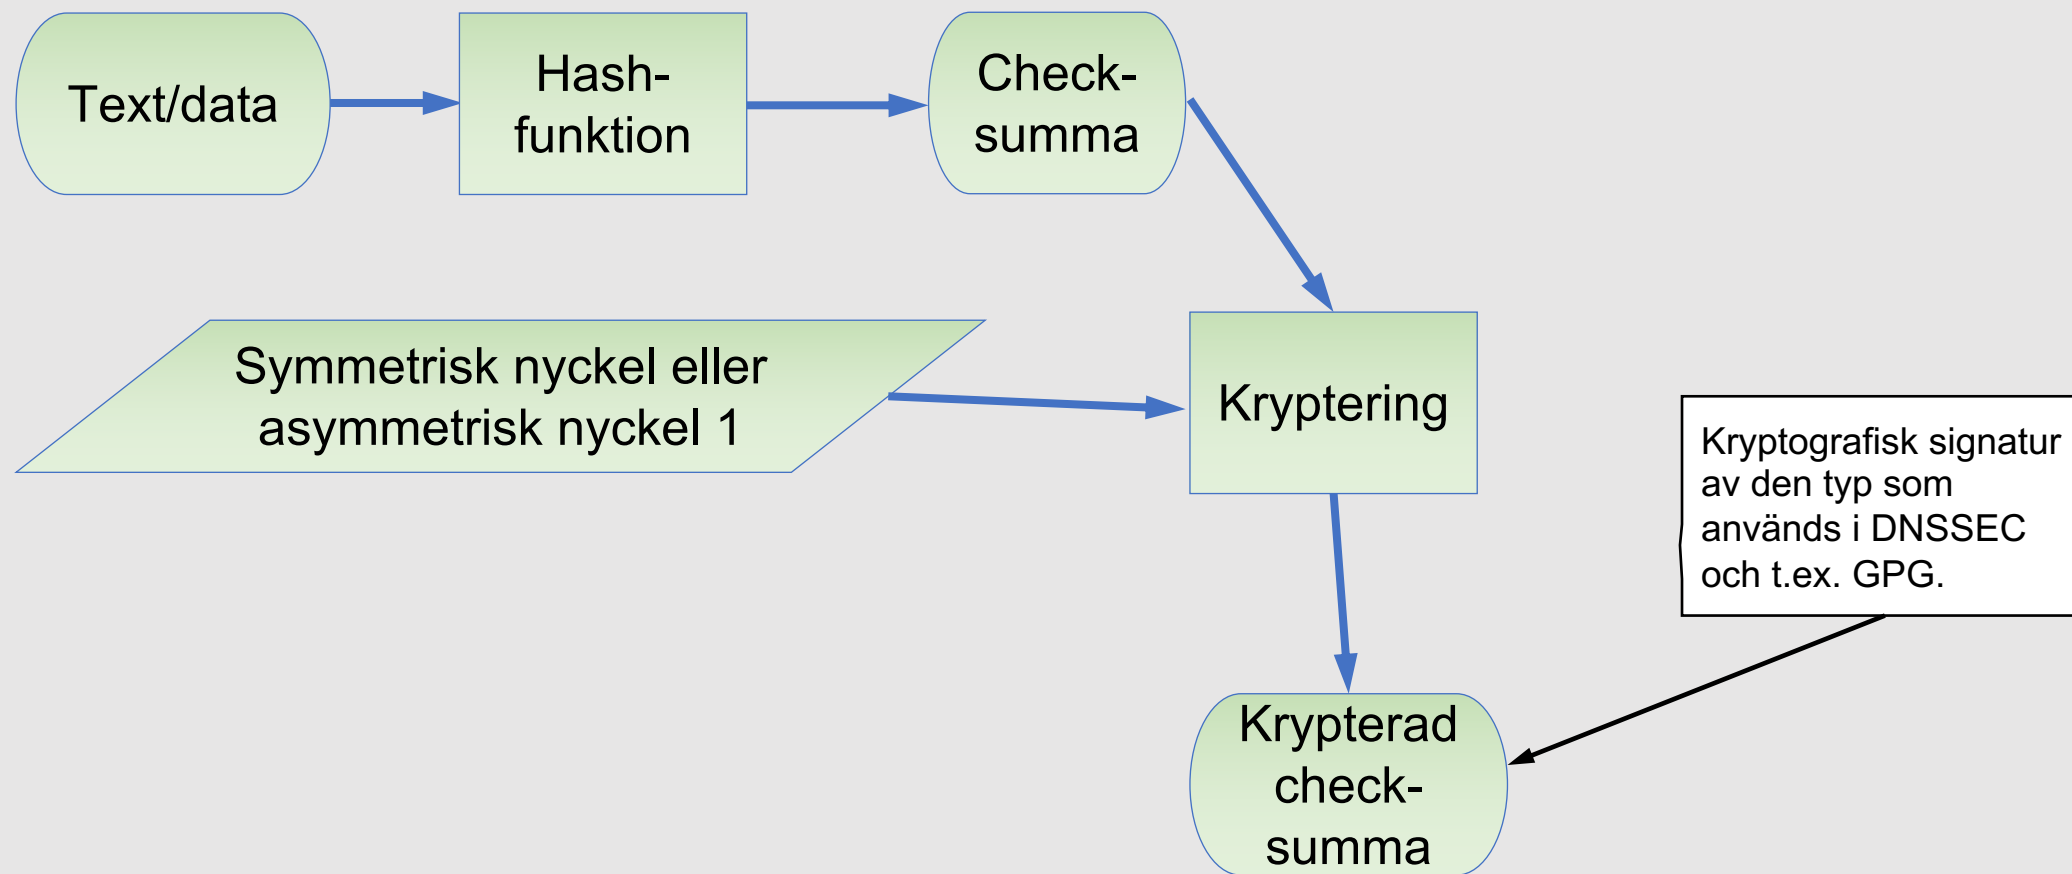 Text/data
Hash-
funktion
Check-
summa
Symmetrisk nyckel eller
asymmetrisk nyckel 1
Kryptering
Kryptografisk signatur
av den typ som
används i DNSSEC
och t.ex. GPG.
Krypterad
check-
summa